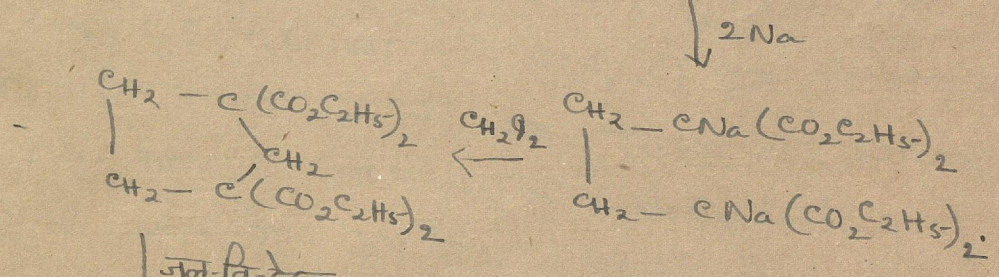 2Na
CH2 — C(CO2C2H5)2 CH2I2 CH2 — CNa(CO2C2H5)2
CH2
CH2 — C(CO2C2H5)2 CH2 — CNa(CO2C2H5)2.